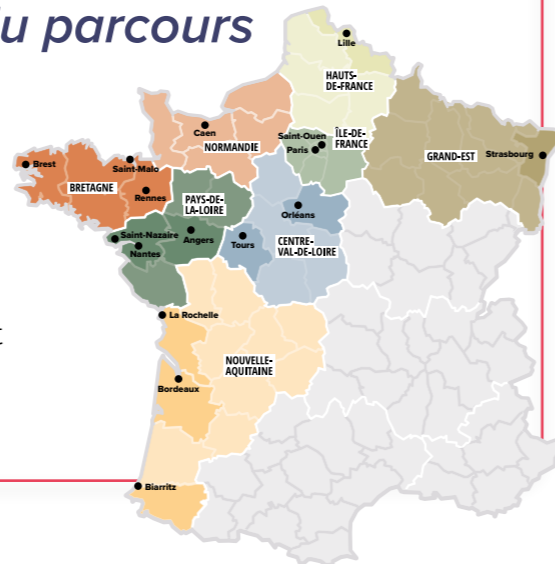 u parcours
Lille
HAUTS-
DE-FRANCE
Caen
NORMANDIE
Saint-Ouen
Paris
ÎLE-DE-
FRANCE
GRAND-EST
Strasbourg
Brest
Saint-Malo
BRETAGNE
Rennes
PAYS-DE-
LA-LOIRE
Orléans
Saint-Nazaire
Nantes
Angers
Tours
CENTRE-
VAL-DE-LOIRE
La Rochelle
t
NOUVELLE-
AQUITAINE
Bordeaux
Biarritz